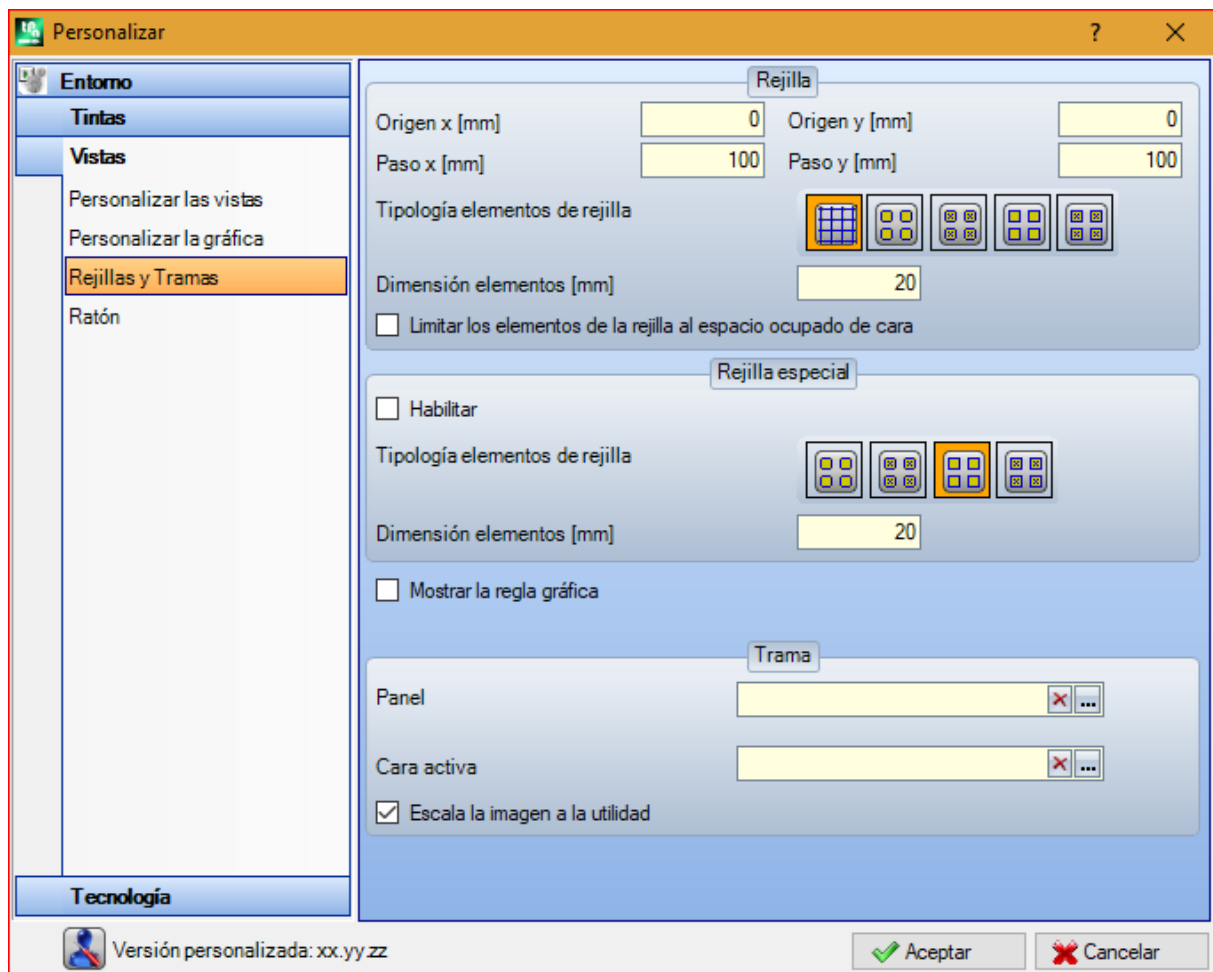 Personalizar
?
Entorno
Tintas
Vistas
Personalizar las vistas
Personalizar la gráfica
Rejillas y Tramas
Ratón
Tecnología
Rejilla
Origen x [mm] 0 Origen y [mm] 0
Paso x [mm] 100 Paso y [mm] 100
Tipología elementos de rejilla
Dimensión elementos [mm] 20
Limitar los elementos de la rejilla al espacio ocupado de cara
Rejilla especial
Habilitar
Tipología elementos de rejilla
Dimensión elementos [mm] 20
Mostrar la regla gráfica
Trama
Panel ...
Cara activa ...
Escala la imagen a la utilidad
Versión personalizada: xx.yy.zz
Aceptar Cancelar